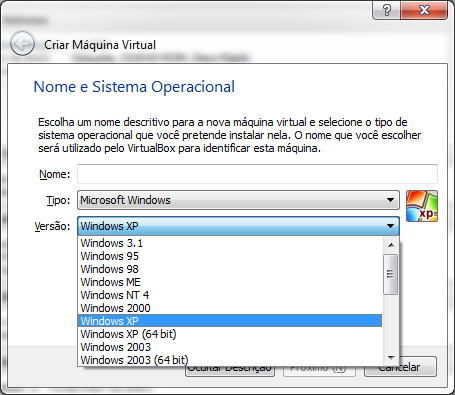 Criar Máquina Virtual
Nome e Sistema Operacional
Escolha um nome descritivo para a nova máquina virtual e selecione o tipo de
sistema operacional que você pretende instalar nela. O nome que você escolher
será utilizado pelo VirtualBox para identificar esta máquina.
Nome:
Tipo: Microsoft Windows
xp
Versão: Windows XP
Windows 3.1
Windows 95
Windows 98
Windows ME
Windows NT 4
Windows 2000
Windows XP
Windows XP (64 bit)
Windows 2003
Windows 2003 (64 bit)
Ocultar Descrição Próximo (N) Cancelar